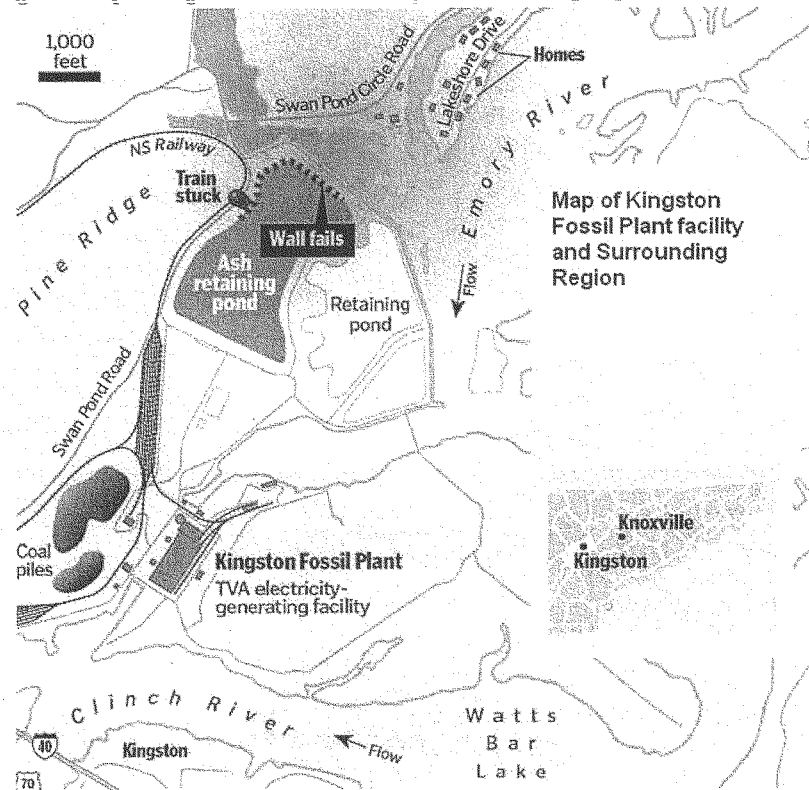 1,000
feet
Swan Pond Circle Road
Lakeshore Drive
Homes
Emory River
NS Railway
Train
stuck
Pine Ridge
Wall fails
Map of Kingston
Fossil Plant facility
and Surrounding
Region
Flow
Ash
retaining
pond
Retaining
pond
Swan Pond Road
Coal
piles
Kingston Fossil Plant
TVA electricity-
generating facility
Knoxville
Kingston
Clinch River
Flow
Watts
Bar
Lake
40
Kingston
70